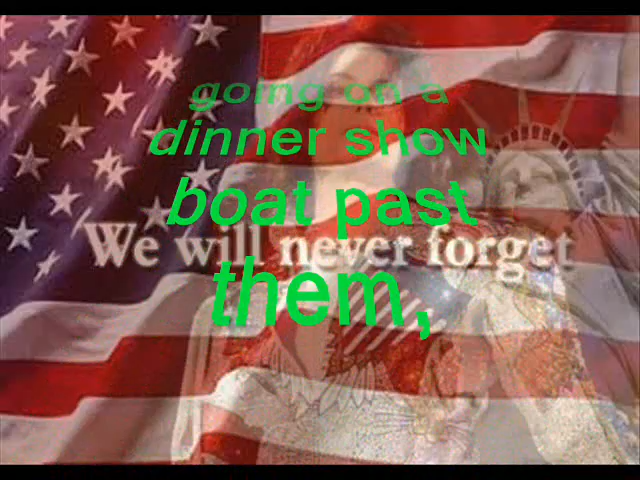 going on a
dinner show
boat past
We will never forget
them,